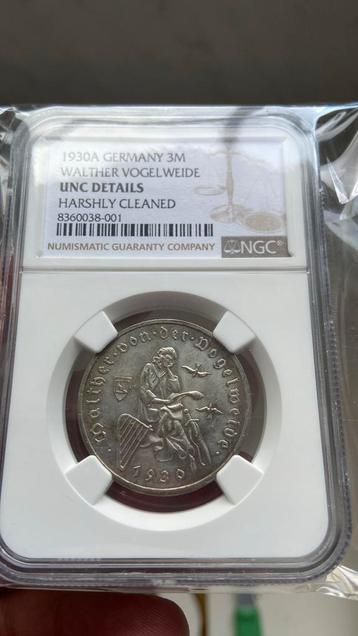 1930A GERMANY 3M
WALTHER VOGELWEIDE
UNC DETAILS
HARSHLY CLEANED
8360038-001
NUMISMATIC GUARANTY COMPANY
NGC®
Walther·von·der·Vogelweide·
1930